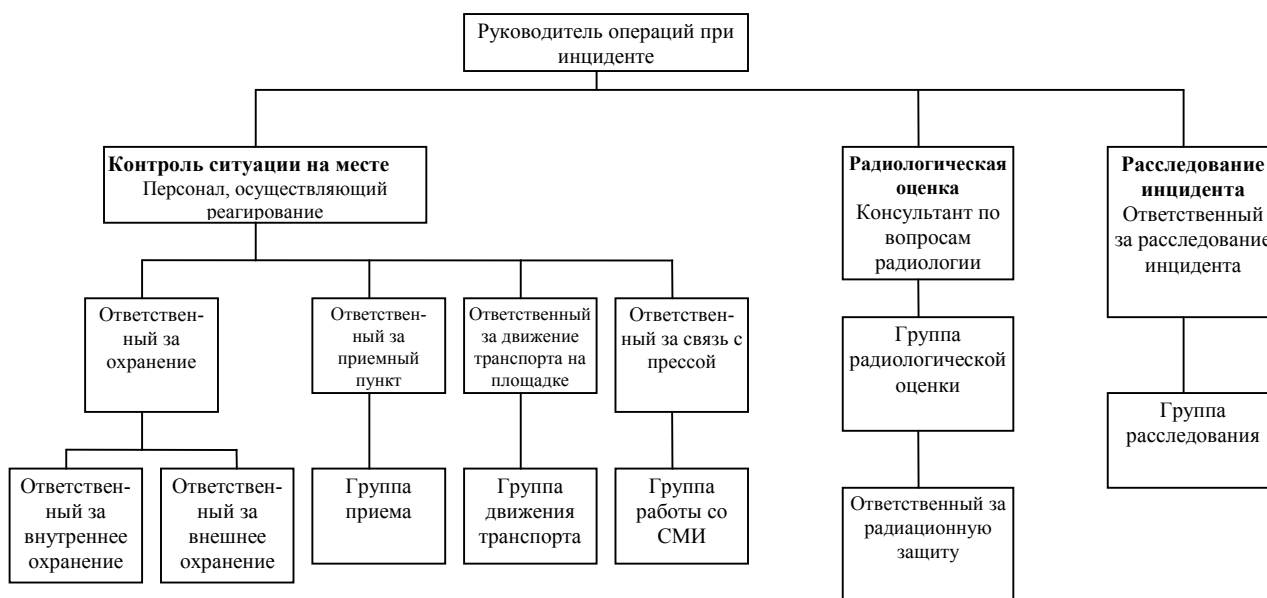 Руководитель операций при
инциденте
Контроль ситуации на месте
Персонал, осуществляющий
реагирование
Радиологическая
оценка
Консультант по
вопросам
радиологии
Расследование
инцидента
Ответственный
за расследование
инцидента
Ответствен-
ный за
охранение
Ответствен-
ный за
приемный
пункт
Ответственный
за движение
транспорта на
площадке
Ответствен-
ный за связь с
прессой
Группа
радиологической
оценки
Группа
расследования
Ответствен-
ный за
внутреннее
охранение
Ответствен-
ный за
внешнее
охранение
Группа
приема
Группа
движения
транспорта
Группа
работы со
СМИ
Ответственный за
радиационную
защиту